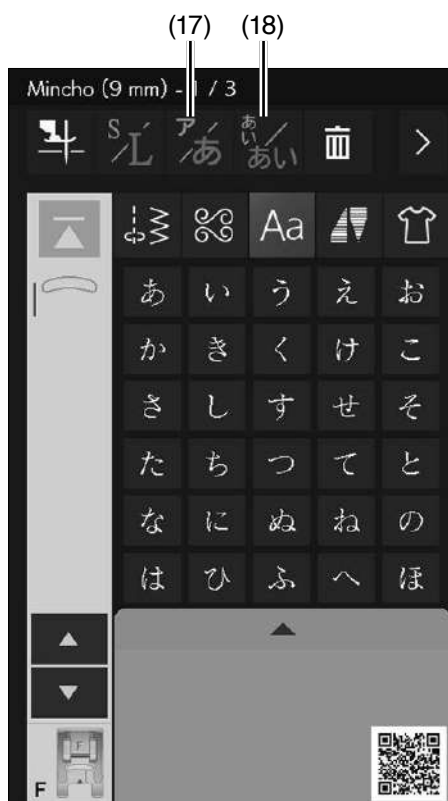 (17) (18)
Mincho (9 mm) - 1 / 3
S/L ア/あ あい/あい >
Aa
あ い う え お
か き く け こ
さ し す せ そ
た ち つ て と
な に ぬ ね の
は ひ ふ へ ほ
F
F